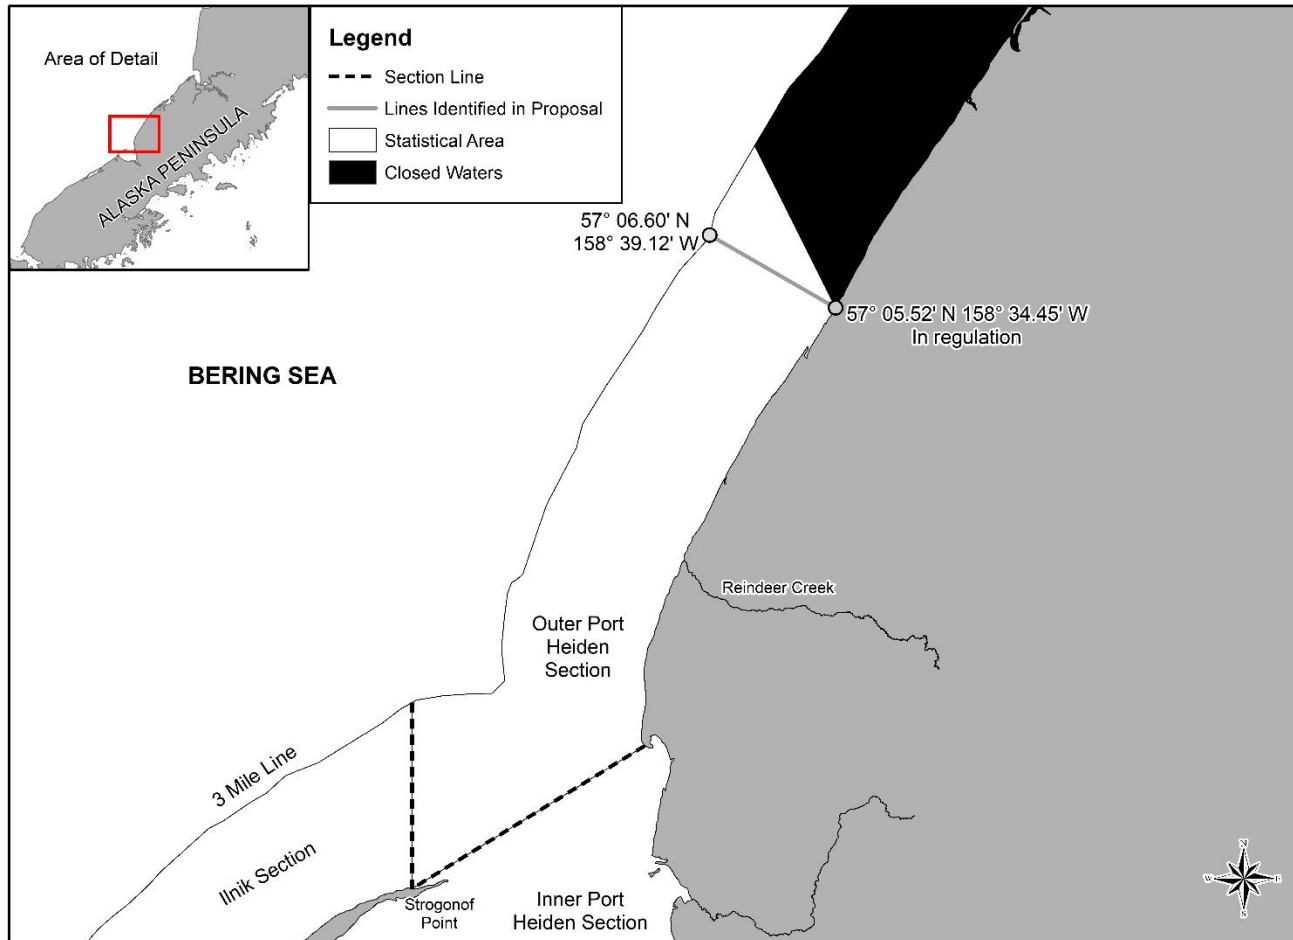 Area of Detail
ALASKA PENINSULA
Legend
Section Line
Lines Identified in Proposal
Statistical Area
Closed Waters
57° 06.60' N
158° 39.12' W
57° 05.52' N 158° 34.45' W
In regulation
BERING SEA
Reindeer Creek
Outer Port
Heiden
Section
3 Mile Line
Ilnik Section
Strogonof
Point
Inner Port
Heiden Section
N
W
E
S